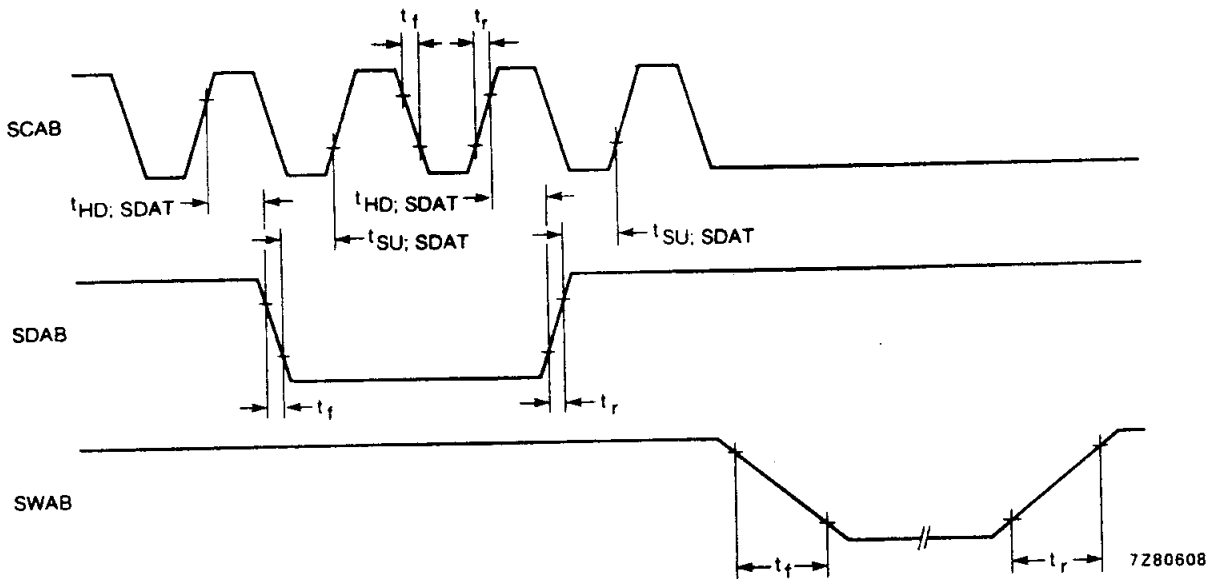 tf tr
SCAB
tHD; SDAT tHD; SDAT
tSU; SDAT tSU; SDAT
SDAB
tf tr
SWAB
tf tr
7Z80608